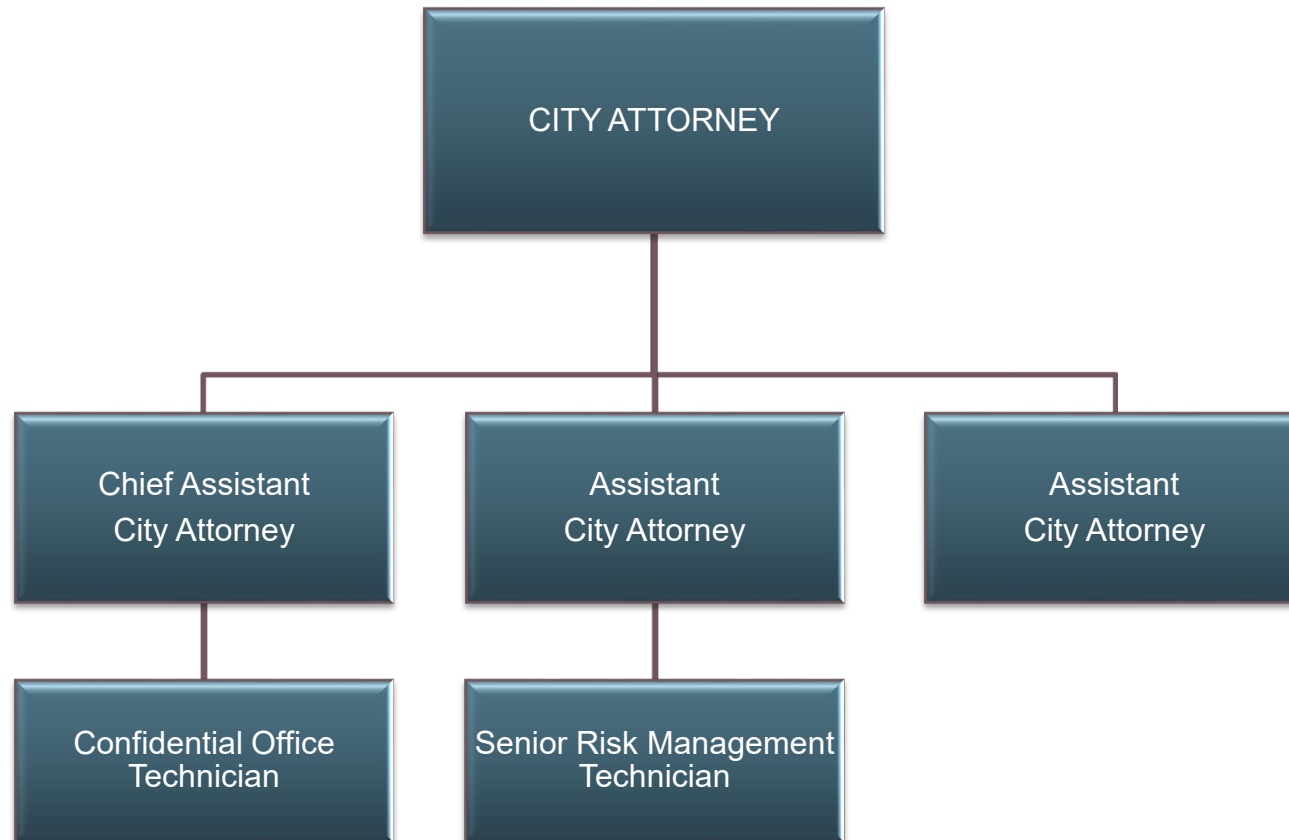 CITY ATTORNEY
Chief Assistant
City Attorney
Assistant
City Attorney
Assistant
City Attorney
Confidential Office
Technician
Senior Risk Management
Technician